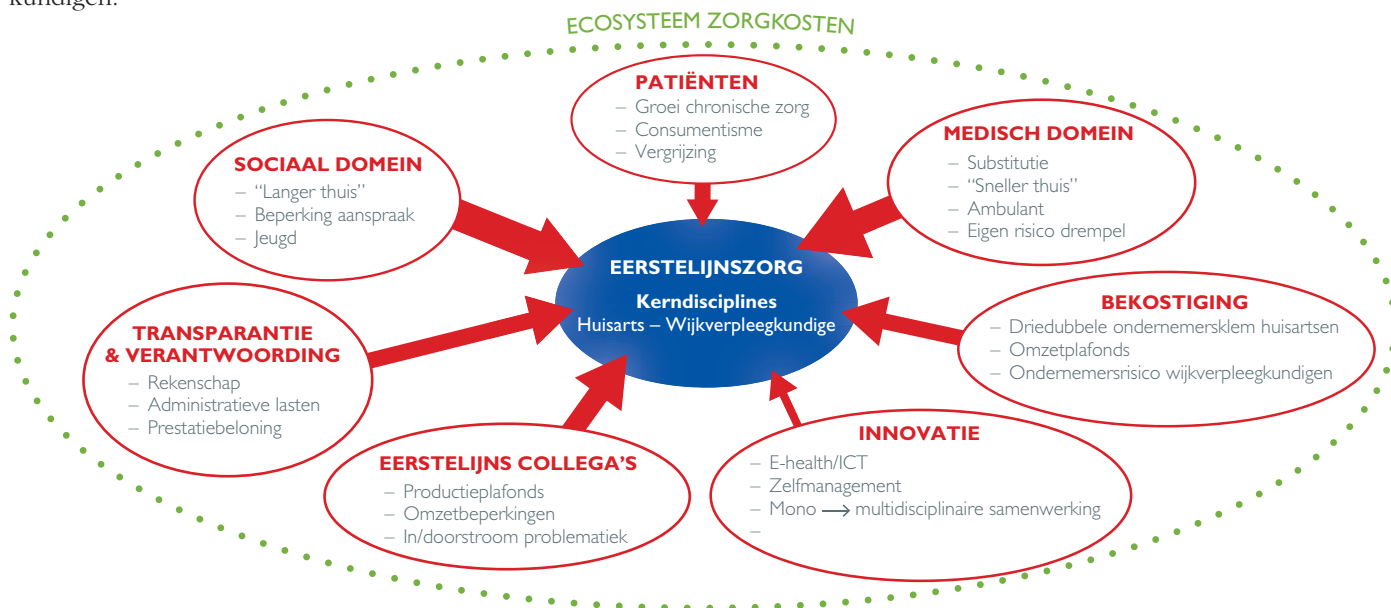 kundigen.
ECOSYSTEEM ZORGKOSTEN
PATIËNTEN
– Groei chronische zorg
– Consumentisme
– Vergrijzing
SOCIAAL DOMEIN
– “Langer thuis”
– Beperking aanspraak
– Jeugd
MEDISCH DOMEIN
– Substitutie
– “Sneller thuis”
– Ambulant
– Eigen risico drempel
EERSTELIJNSZORG
Kerndisciplines
Huisarts – Wijkverpleegkundige
TRANSPARANTIE
& VERANTWOORDING
– Rekenschap
– Administratieve lasten
– Prestatiebeloning
BEKOSTIGING
– Driedubbele ondernemersklem huisartsen
– Omzetplafonds
– Ondernemersrisico wijkverpleegkundigen
EERSTELIJNS COLLEGA’S
– Productieplafonds
– Omzetbeperkingen
– In/doorstroom problematiek
INNOVATIE
– E-health/ICT
– Zelfmanagement
– Mono → multidisciplinaire samenwerking
–